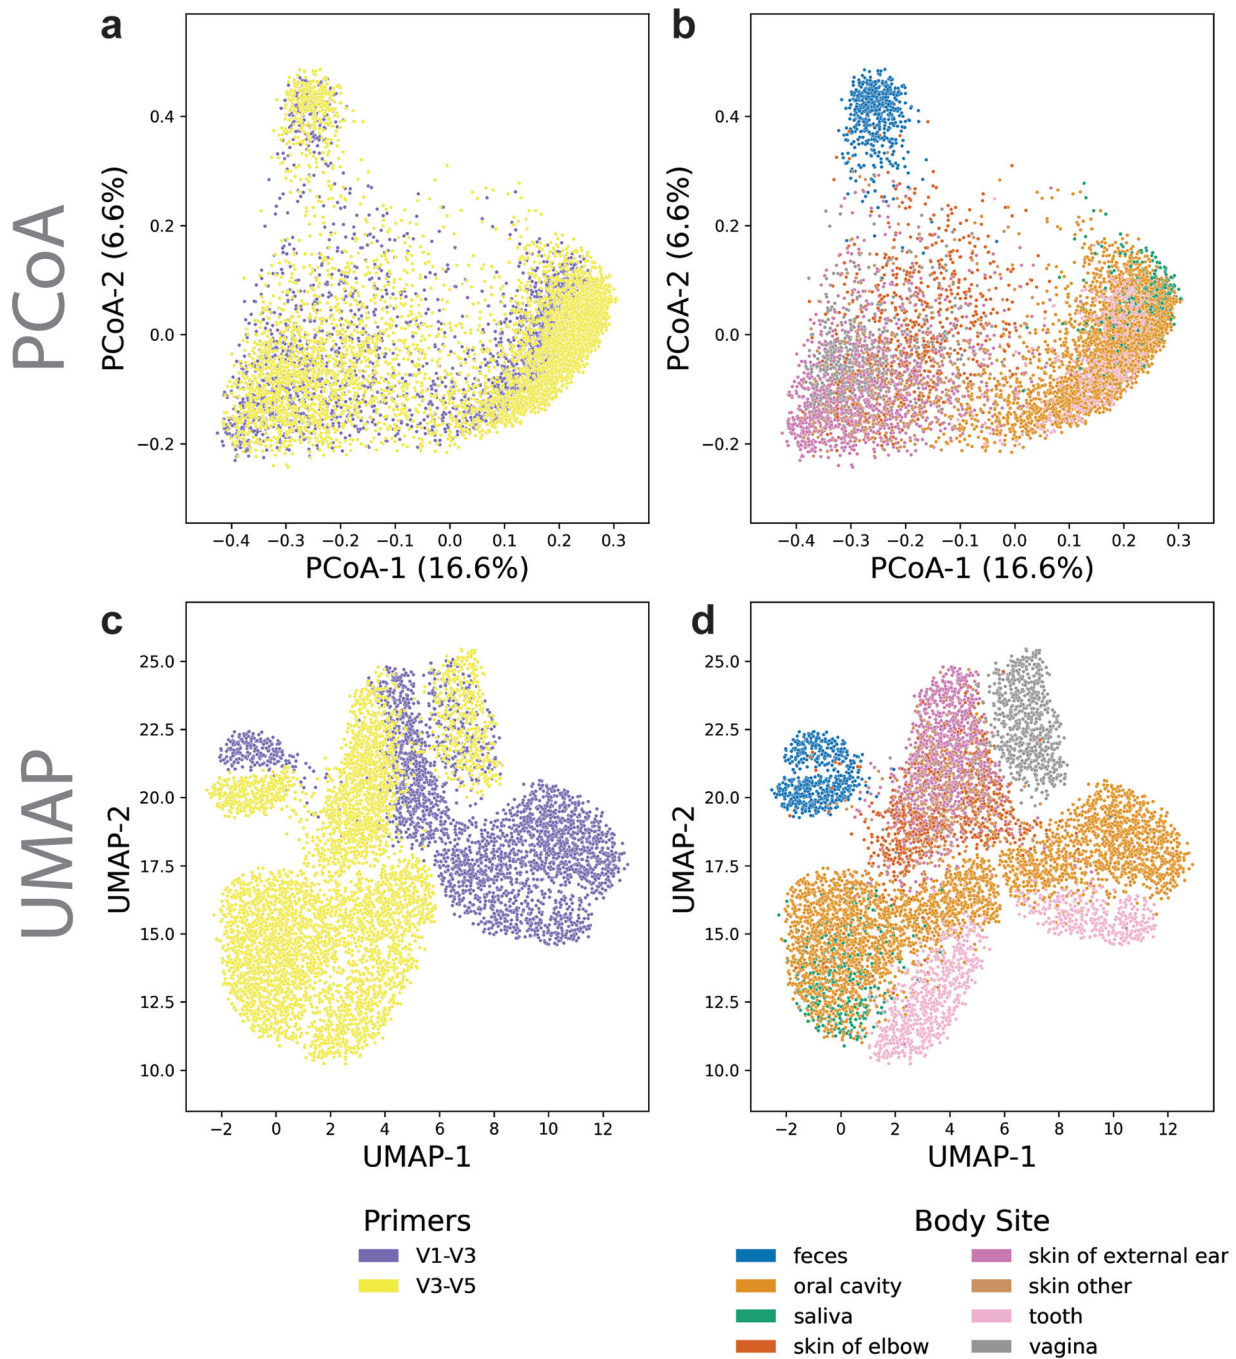 a
b
PCoA
PCoA-2 (6.6%)
0.4
0.2
0.0
−0.2
−0.4 −0.3 −0.2 −0.1 0.0 0.1 0.2 0.3
PCoA-1 (16.6%)
PCoA-2 (6.6%)
0.4
0.2
0.0
−0.2
−0.4 −0.3 −0.2 −0.1 0.0 0.1 0.2 0.3
PCoA-1 (16.6%)
c
d
UMAP
UMAP-2
25.0
22.5
20.0
17.5
15.0
12.5
10.0
−2 0 2 4 6 8 10 12
UMAP-1
UMAP-2
25.0
22.5
20.0
17.5
15.0
12.5
10.0
−2 0 2 4 6 8 10 12
UMAP-1
Primers
V1-V3
V3-V5
Body Site
feces
oral cavity
saliva
skin of elbow
skin of external ear
skin other
tooth
vagina